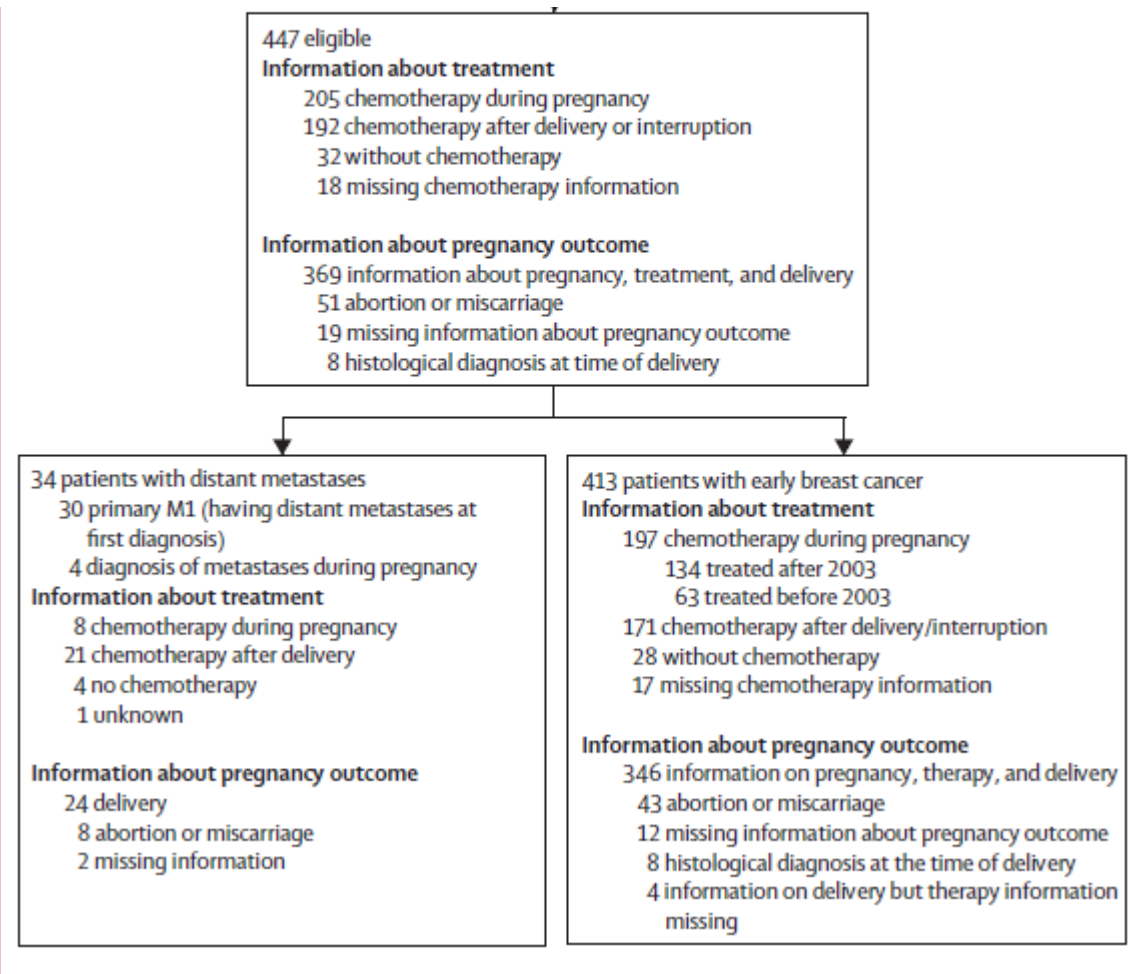 447 eligible
Information about treatment
205 chemotherapy during pregnancy
192 chemotherapy after delivery or interruption
32 without chemotherapy
18 missing chemotherapy information
Information about pregnancy outcome
369 information about pregnancy, treatment, and delivery
51 abortion or miscarriage
19 missing information about pregnancy outcome
8 histological diagnosis at time of delivery
34 patients with distant metastases
30 primary M1 (having distant metastases at
first diagnosis)
4 diagnosis of metastases during pregnancy
Information about treatment
8 chemotherapy during pregnancy
21 chemotherapy after delivery
4 no chemotherapy
1 unknown
Information about pregnancy outcome
24 delivery
8 abortion or miscarriage
2 missing information
413 patients with early breast cancer
Information about treatment
197 chemotherapy during pregnancy
134 treated after 2003
63 treated before 2003
171 chemotherapy after delivery/interruption
28 without chemotherapy
17 missing chemotherapy information
Information about pregnancy outcome
346 information on pregnancy, therapy, and delivery
43 abortion or miscarriage
12 missing information about pregnancy outcome
8 histological diagnosis at the time of delivery
4 information on delivery but therapy information
missing